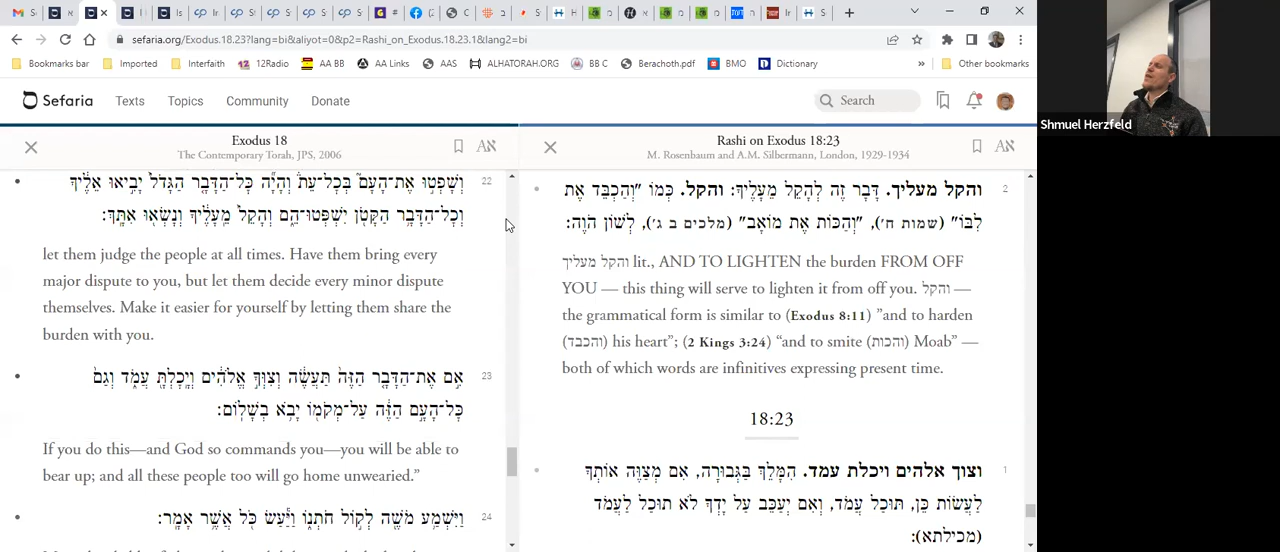 sefaria.org/Exodus.18.23?lang=bi&aliyot=0&p2=Rashi_on_Exodus.18.23.1&lang2=bi
Bookmarks bar
Imported
Interfaith
12Radio
AA BB
AA Links
AAS
ALHATORAH.ORG
BB C
Berachoth.pdf
BMO
Dictionary
»
Other bookmarks
Sefaria
Texts
Topics
Community
Donate
Search
Shmuel Herzfeld
Exodus 18
The Contemporary Torah, JPS, 2006
אA
22
וְשָׁפְט֣וּ אֶת־הָעָם֮ בְּכׇל־עֵת֒ וְהָיָ֞ה כׇּל־הַדָּבָ֤ר הַגָּדֹל֙ יָבִ֣יאוּ אֵלֶ֔יךָ
וְכׇל־הַדָּבָ֥ר הַקָּטֹ֖ן יִשְׁפְּטוּ־הֵ֑ם וְהָקֵל֙ מֵֽעָלֶ֔יךָ וְנָשְׂא֖וּ אִתָּֽךְ׃
let them judge the people at all times. Have them bring every
major dispute to you, but let them decide every minor dispute
themselves. Make it easier for yourself by letting them share the
burden with you.
23
אִ֣ם אֶת־הַדָּבָ֤ר הַזֶּה֙ תַּעֲשֶׂ֔ה וְצִוְּךָ֣ אֱלֹהִ֔ים וְיָֽכׇלְתָּ֖ עֲמֹ֑ד וְגַם֙
כׇּל־הָעָ֣ם הַזֶּ֔ה עַל־מְקֹמ֖וֹ יָבֹ֥א בְשָׁלֽוֹם׃
If you do this—and God so commands you—you will be able to
bear up; and all these people too will go home unwearied.”
24
וַיִּשְׁמַ֥ע מֹשֶׁ֖ה לְק֣וֹל חֹתְנ֑וֹ וַיַּ֕עַשׂ כֹּ֖ל אֲשֶׁ֥ר אָמָֽר׃
Rashi on Exodus 18:23
M. Rosenbaum and A.M. Silbermann, London, 1929-1934
אA
2
והקל מעליך. דָּבָר זֶה לְהָקֵל מֵעָלֶיךָ: והקל. כְּמוֹ "וְהַכְבֵּד אֶת
לִבּוֹ" (שמות ח'), "וְהַכּוֹת אֶת מוֹאָב" (מלכים ב ג'), לְשׁוֹן הֹוֶה:
והקל מעליך lit., AND TO LIGHTEN the burden FROM OFF
YOU — this thing will serve to lighten it from off you. והקל —
the grammatical form is similar to (Exodus 8:11) ”and to harden
(והכבד) his heart”; (2 Kings 3:24) “and to smite (והכות) Moab” —
both of which words are infinitives expressing present time.
18:23
1
וצוך אלהים ויכלת עמד. הִמָּלֵךְ בַּגְּבוּרָה, אִם מְצַוֶּה אוֹתְךָ
לַעֲשׂוֹת כֵּן, תּוּכַל עֲמֹד, וְאִם יְעַכֵּב עַל יָדְךָ לֹא תוּכַל לַעֲמֹד
(מכילתא):